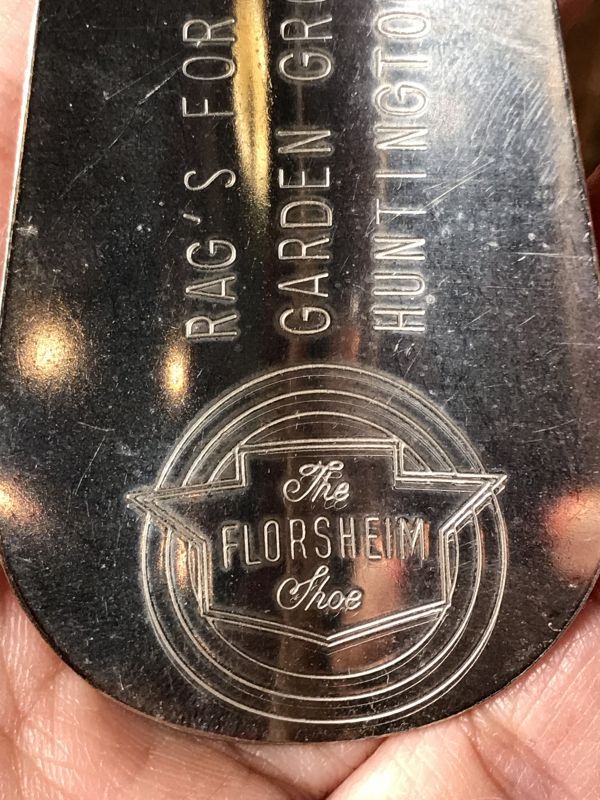 RAG'S FOR
GARDEN GRO
HUNTINGTO
The
FLORSHEIM
Shoe